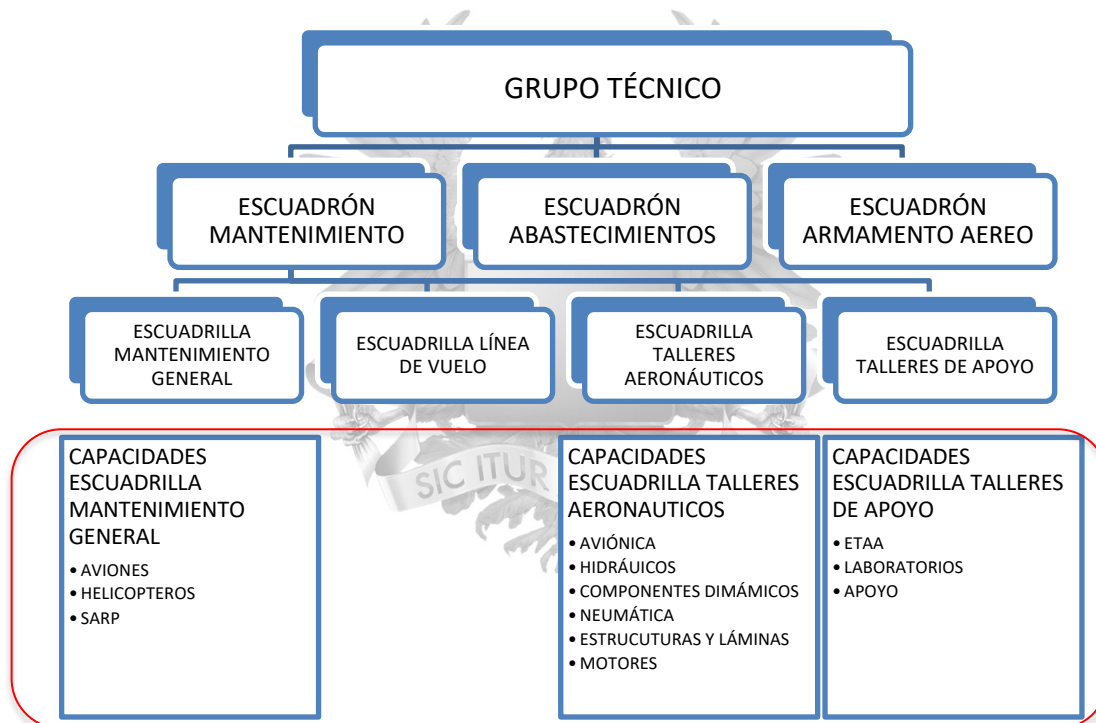 GRUPO TÉCNICO
ESCUADRÓN
MANTENIMIENTO
ESCUADRÓN
ABASTECIMIENTOS
ESCUADRÓN
ARMAMENTO AEREO
ESCUADRILLA
MANTENIMIENTO
GENERAL
ESCUADRILLA LÍNEA
DE VUELO
ESCUADRILLA
TALLERES
AERONÁUTICOS
ESCUADRILLA
TALLERES DE APOYO
SIC ITUR
CAPACIDADES
ESCUADRILLA
MANTENIMIENTO
GENERAL
• AVIONES
• HELICOPTEROS
• SARP
CAPACIDADES
ESCUADRILLA TALLERES
AERONAUTICOS
• AVIÓNICA
• HIDRÁUICOS
• COMPONENTES DIMÁMICOS
• NEUMÁTICA
• ESTRUCUTURAS Y LÁMINAS
• MOTORES
CAPACIDADES
ESCUADRILLA TALLERES
DE APOYO
• ETAA
• LABORATORIOS
• APOYO